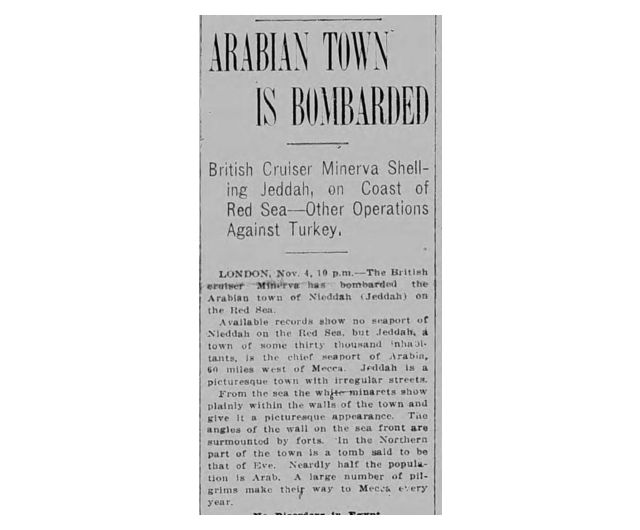 ARABIAN TOWN
IS BOMBARDED
British Cruiser Minerva Shell-
ing Jeddah, on Coast of
Red Sea—Other Operations
Against Turkey.
LONDON, Nov. 4, 10 p.m.—The British
cruiser Minerva has bombarded the
Arabian town of Nieddah (Jeddah) on
the Red Sea.
Available records show no seaport of
Nieddah on the Red Sea, but Jeddah, a
town of some thirty thousand inhabi-
tants, is the chief seaport of Arabia,
60 miles west of Mecca. Jeddah is a
picturesque town with irregular streets.
From the sea the white minarets show
plainly within the walls of the town and
give it a picturesque appearance. The
angles of the wall on the sea front are
surmounted by forts. In the Northern
part of the town is a tomb said to be
that of Eve. Neardly half the popula-
tion is Arab. A large number of pil-
grims make their way to Mecca every
year.
No Disorders in Egypt